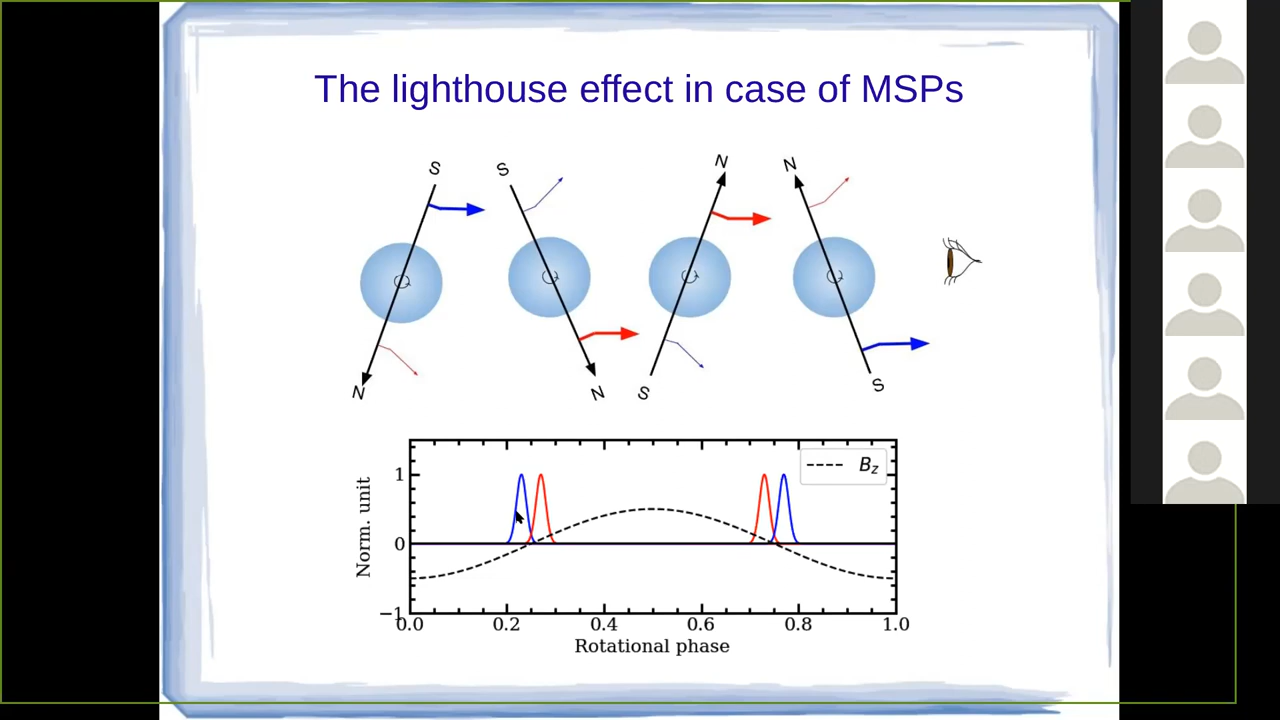 The lighthouse effect in case of MSPs
S S N N
N N S S
Norm. unit
1
0
−1
B_z
0.0 0.2 0.4 0.6 0.8 1.0
Rotational phase